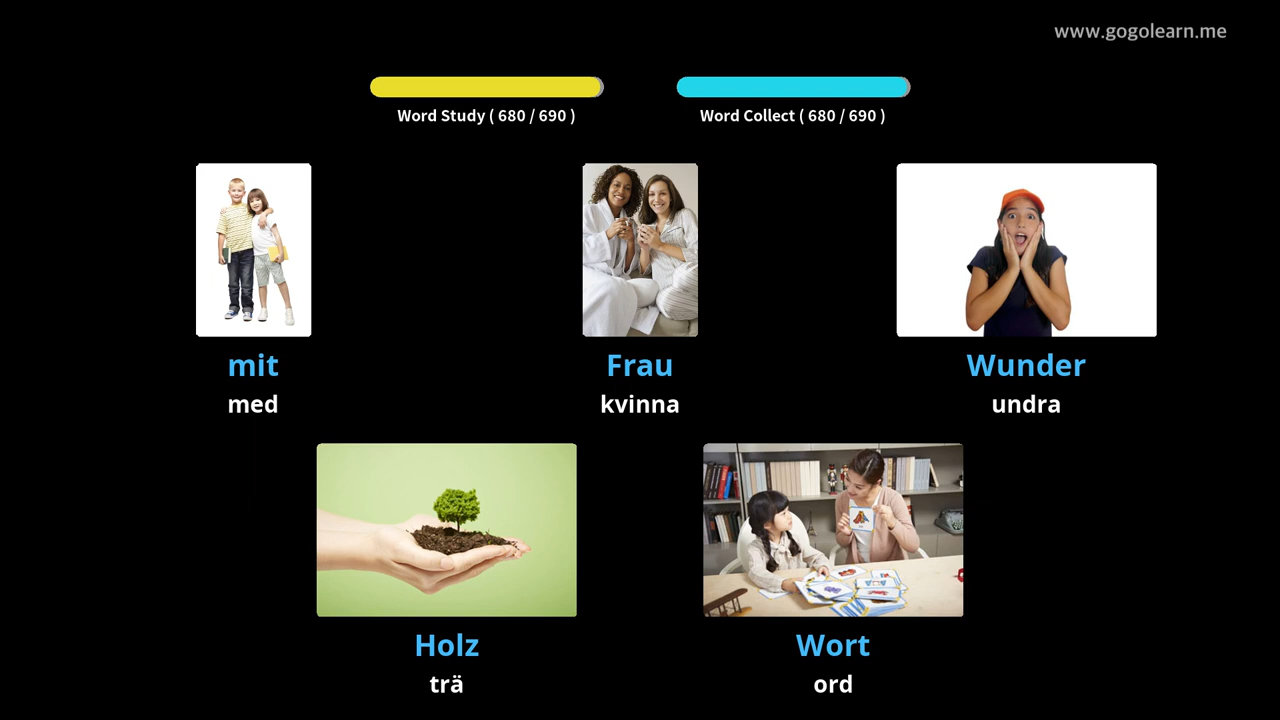 www.gogolearn.me
Word Study ( 680 / 690 )
Word Collect ( 680 / 690 )
mit
med
Frau
kvinna
Wunder
undra
Holz
trä
Wort
ord